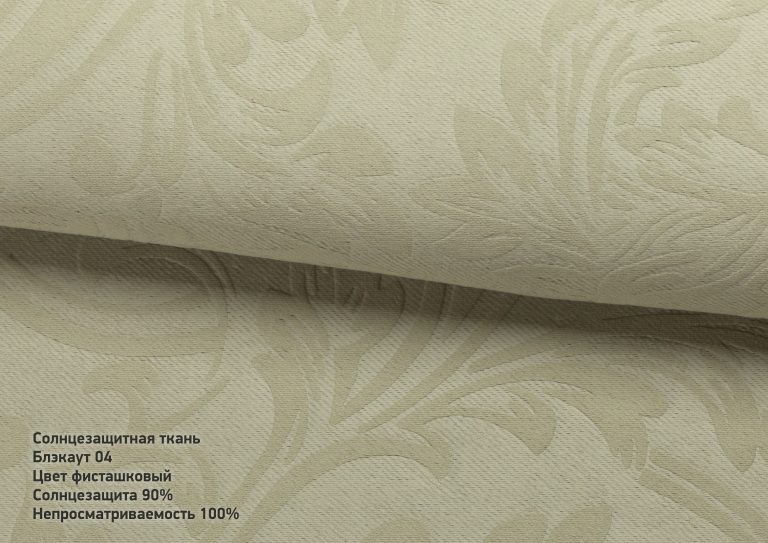 Солнцезащитная ткань
Блэкаут 04
Цвет фисташковый
Солнцезащита 90%
Непросматриваемость 100%